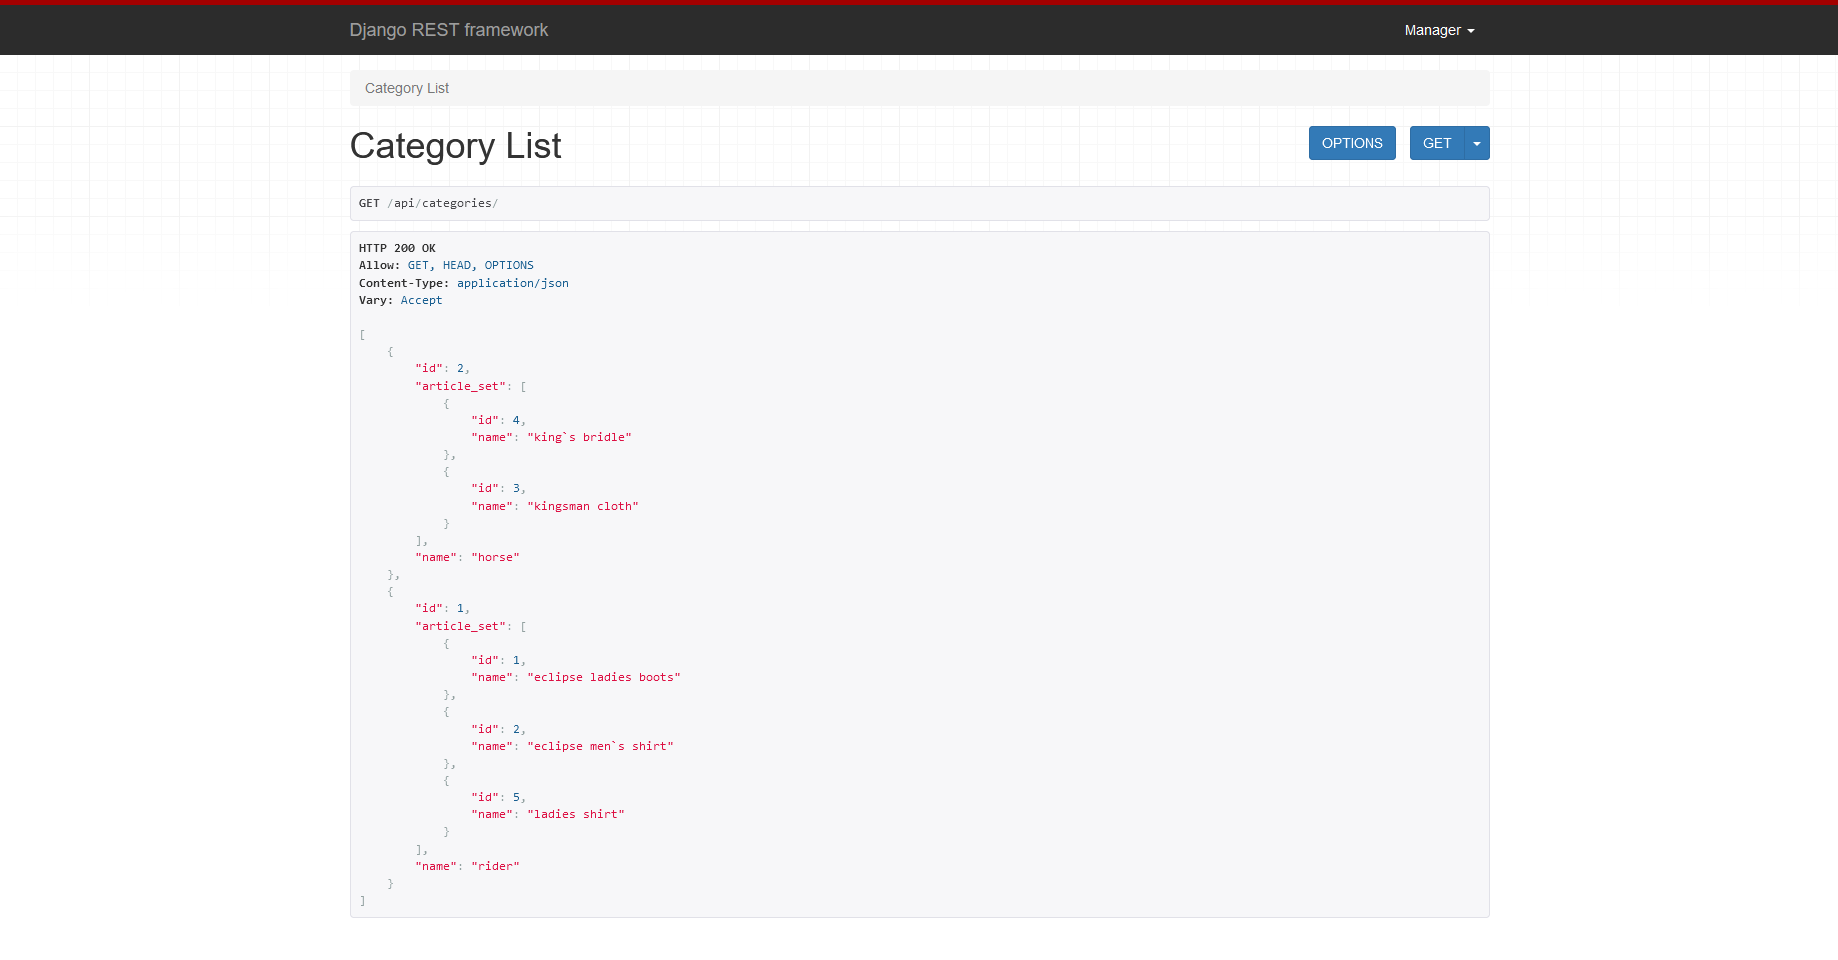 Django REST framework
Manager
Category List
Category List
OPTIONS
GET
GET /api/categories/
HTTP 200 OK
Allow: GET, HEAD, OPTIONS
Content-Type: application/json
Vary: Accept
[
    {
        "id": 2,
        "article_set": [
            {
                "id": 4,
                "name": "king`s bridle"
            },
            {
                "id": 3,
                "name": "kingsman cloth"
            }
        ],
        "name": "horse"
    },
    {
        "id": 1,
        "article_set": [
            {
                "id": 1,
                "name": "eclipse ladies boots"
            },
            {
                "id": 2,
                "name": "eclipse men`s shirt"
            },
            {
                "id": 5,
                "name": "ladies shirt"
            }
        ],
        "name": "rider"
    }
]